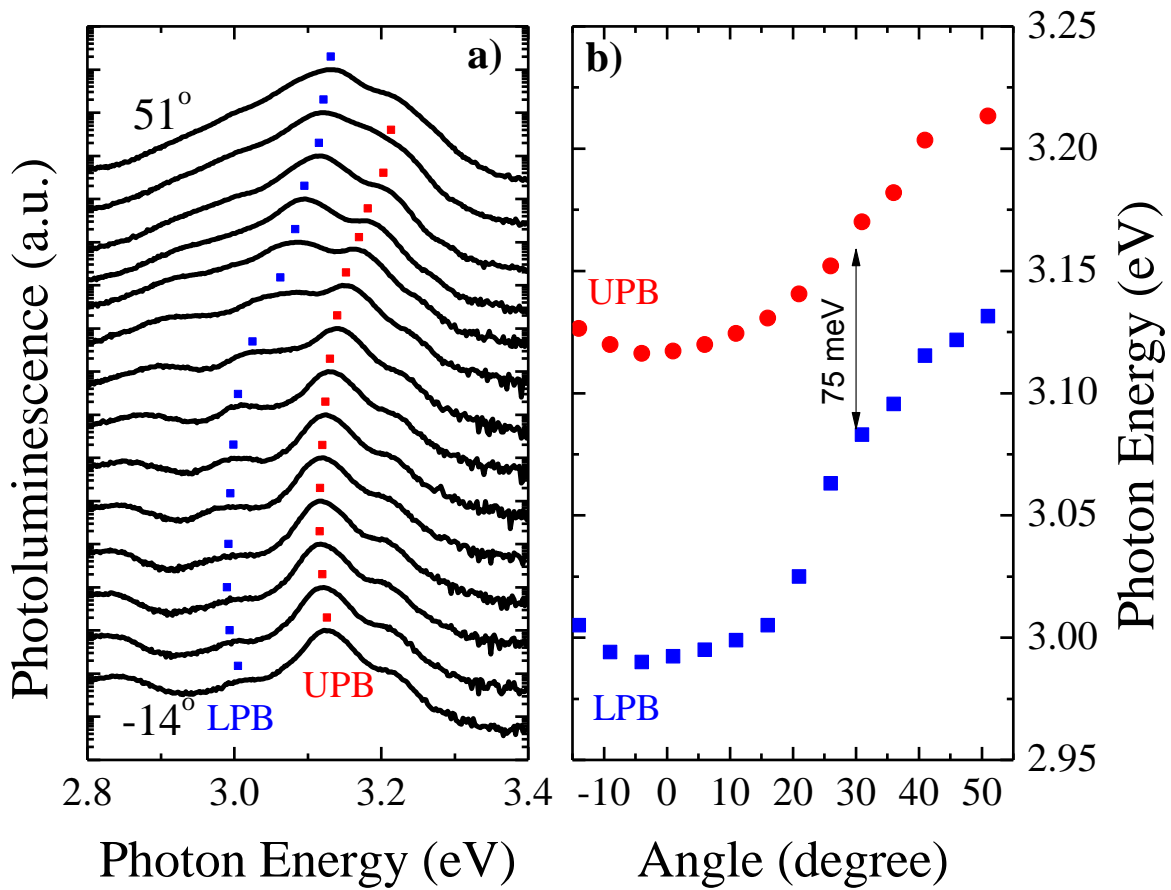 a)
51°
-14°
LPB
UPB
Photoluminescence (a.u.)
2.8 3.0 3.2 3.4
Photon Energy (eV)
b)
UPB
75 meV
LPB
3.25
3.20
3.15
3.10
3.05
3.00
2.95
Photon Energy (eV)
-10 0 10 20 30 40 50
Angle (degree)